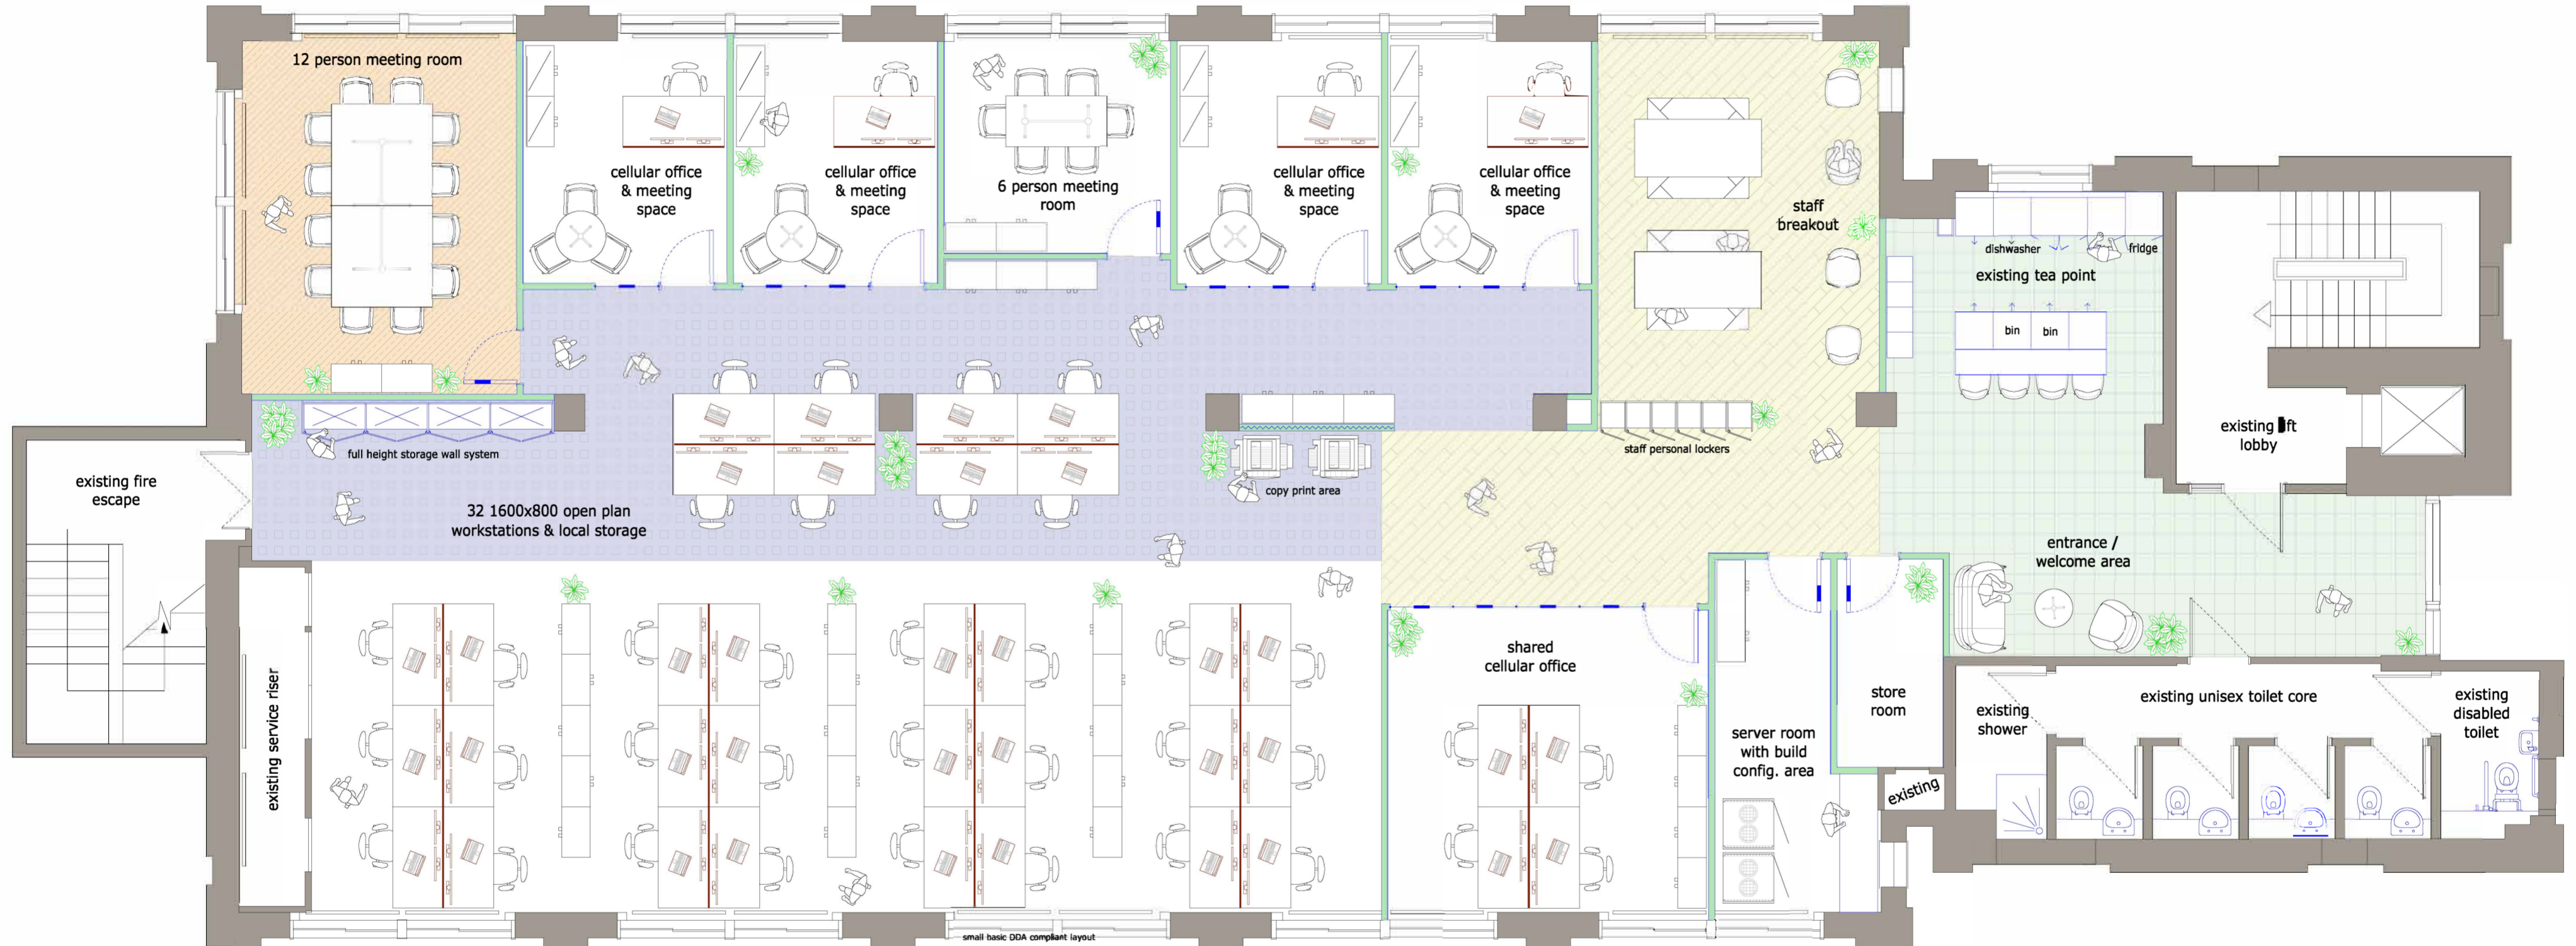 12 person meeting room
cellular office
& meeting
space
cellular office
& meeting
space
6 person meeting
room
cellular office
& meeting
space
cellular office
& meeting
space
staff
breakout
dishwasher
fridge
existing tea point
bin
bin
existing
lobby
full height storage wall system
existing fire
escape
32 1600x800 open plan
workstations & local storage
copy print area
staff personal lockers
entrance /
welcome area
existing service riser
shared
cellular office
server room
with build
config. area
store
room
existing
existing
shower
existing unisex toilet core
existing
disabled
toilet
small basic DDA compliant layout